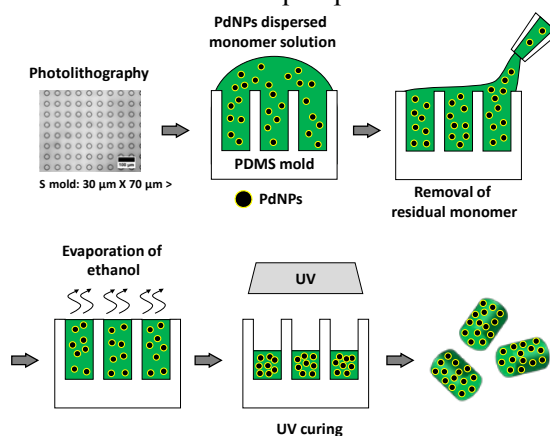 PdNPs dispersed
monomer solution
Photolithography
100 μm
S mold: 30 μm X 70 μm >
PDMS mold
PdNPs
Removal of
residual monomer
Evaporation of
ethanol
UV
UV curing